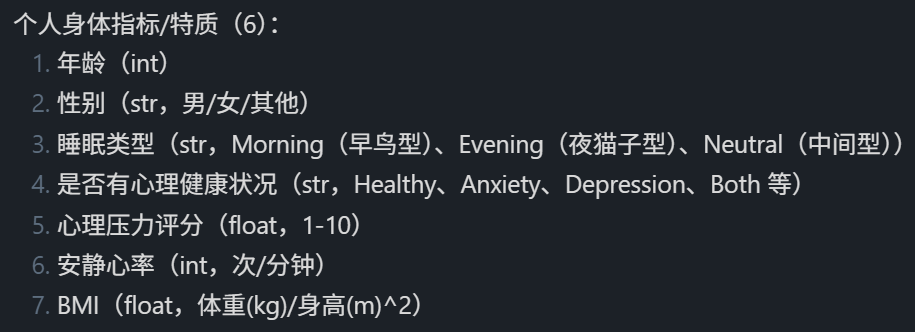 个人身体指标/特质（6）：
1. 年龄（int）
2. 性别（str，男/女/其他）
3. 睡眠类型（str，Morning（早鸟型）、Evening（夜猫子型）、Neutral（中间型））
4. 是否有心理健康状况（str，Healthy、Anxiety、Depression、Both 等）
5. 心理压力评分（float，1-10）
6. 安静心率（int，次/分钟）
7. BMI（float，体重(kg)/身高(m)^2）